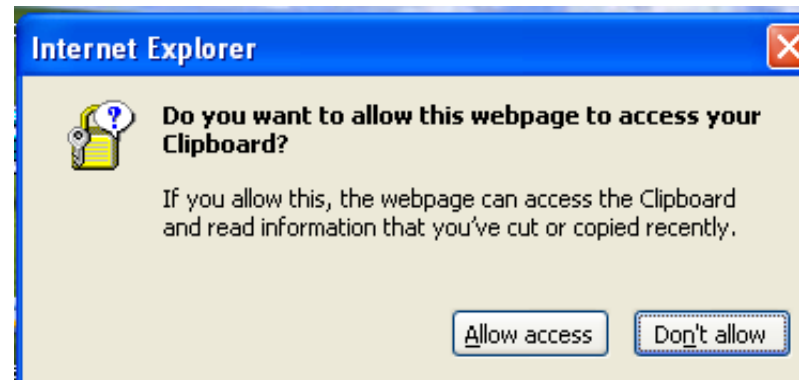 Internet Explorer
Do you want to allow this webpage to access your
Clipboard?
If you allow this, the webpage can access the Clipboard
and read information that you've cut or copied recently.
Allow access Don't allow